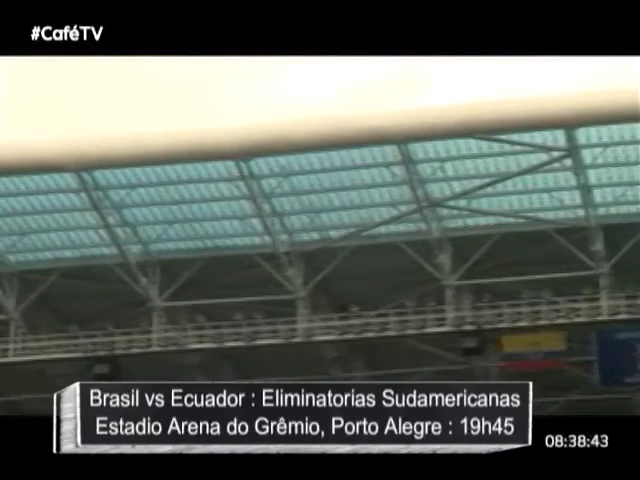 #CaféTV
Brasil vs Ecuador : Eliminatorias Sudamericanas
Estadio Arena do Grêmio, Porto Alegre : 19h45
08:38:43